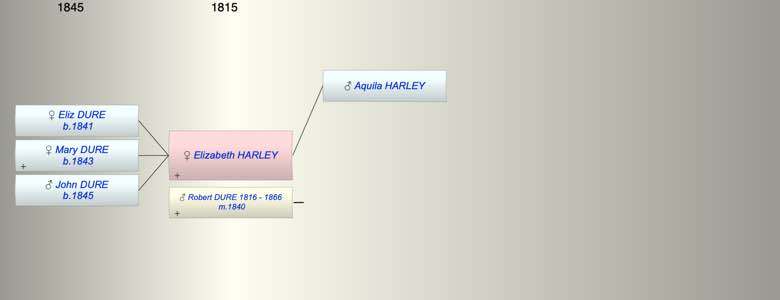 1845 1815
♂ Aquila HARLEY
♀ Eliz DURE
b.1841
♀ Mary DURE
b.1843
+
♂ John DURE
b.1845
♀ Elizabeth HARLEY
+
♂ Robert DURE 1816 - 1866
m.1840
+